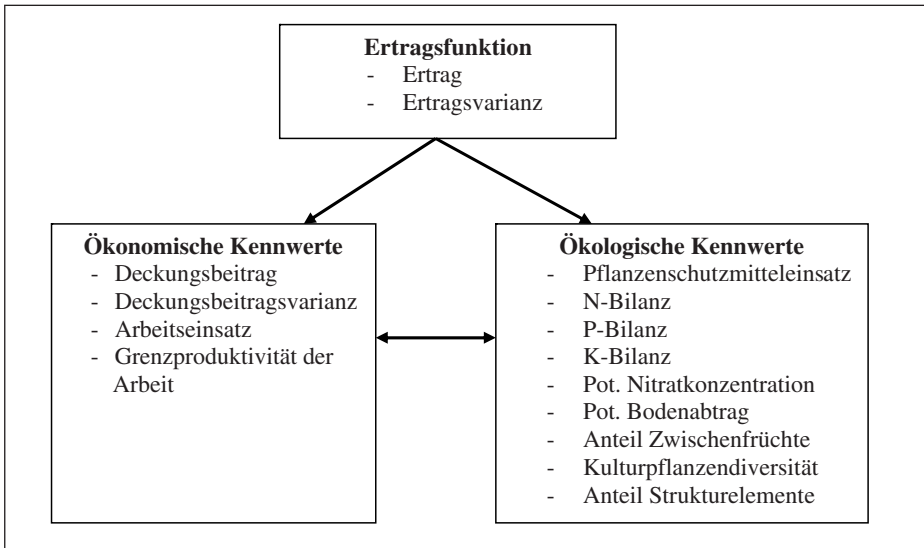 Ertragsfunktion
- Ertrag
- Ertragsvarianz
Ökonomische Kennwerte
- Deckungsbeitrag
- Deckungsbeitragsvarianz
- Arbeitseinsatz
- Grenzproduktivität der
Arbeit
Ökologische Kennwerte
- Pflanzenschutzmitteleinsatz
- N-Bilanz
- P-Bilanz
- K-Bilanz
- Pot. Nitratkonzentration
- Pot. Bodenabtrag
- Anteil Zwischenfrüchte
- Kulturpflanzendiversität
- Anteil Strukturelemente